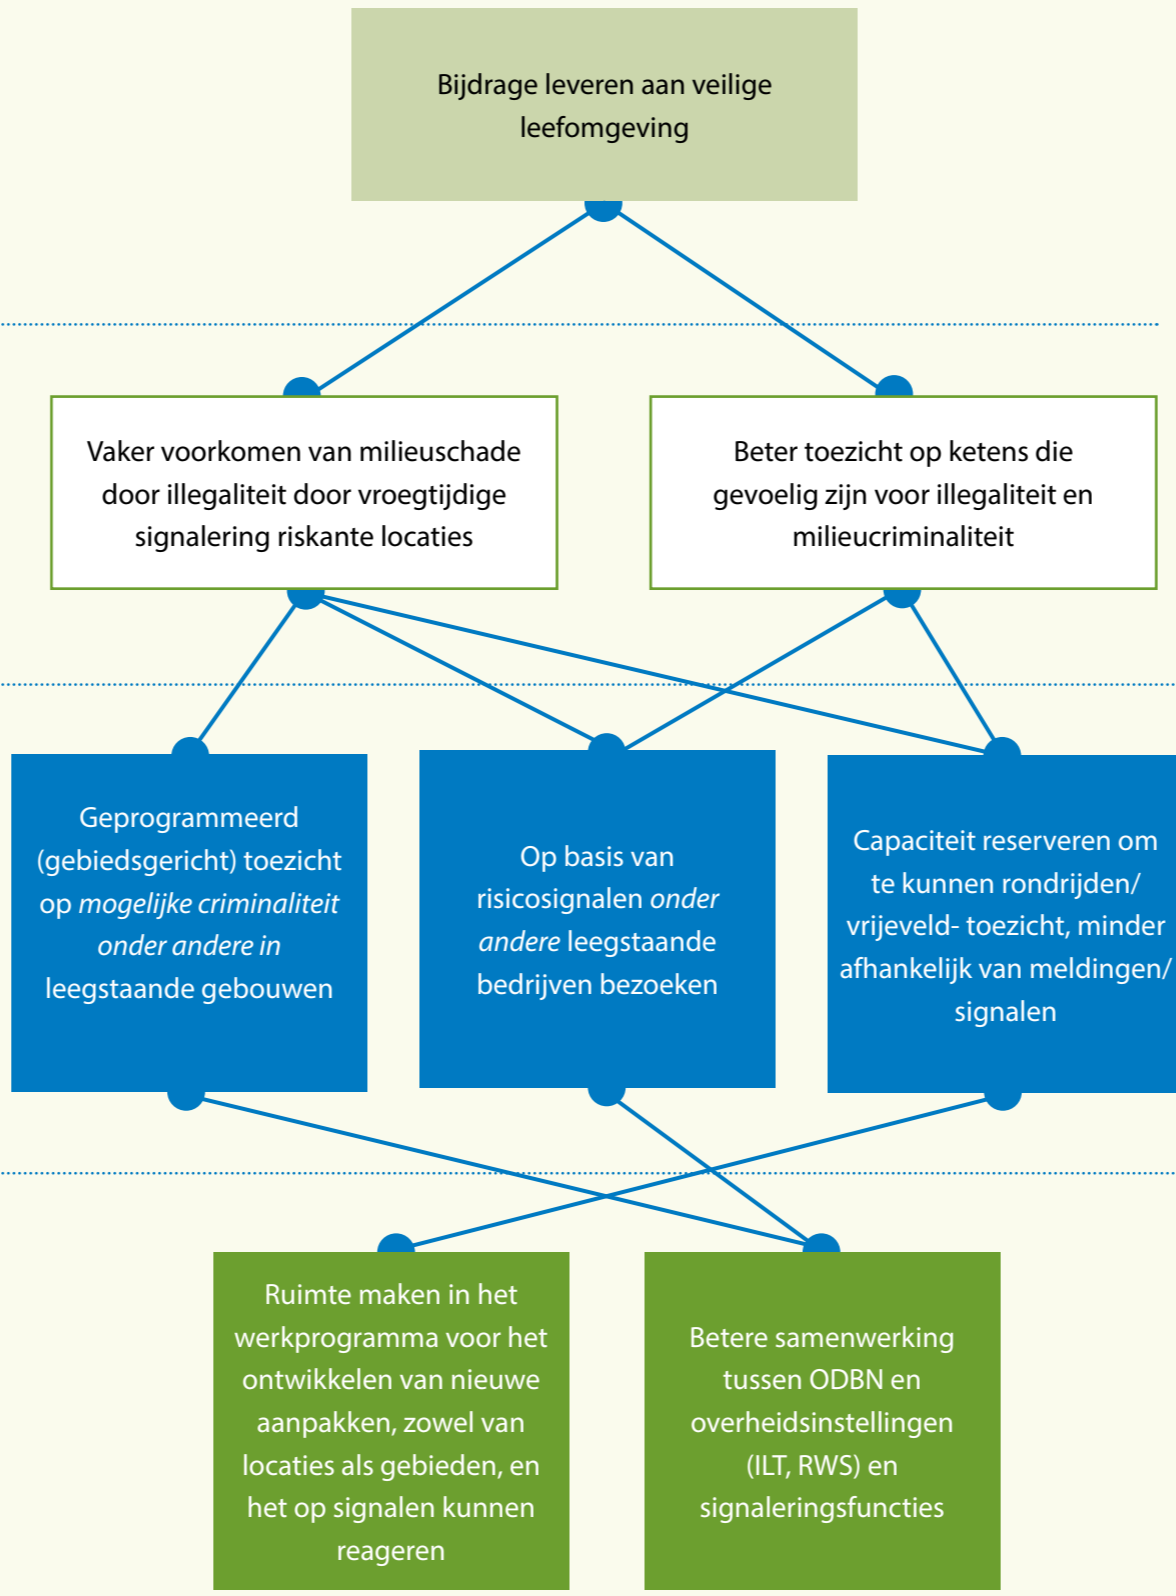 Bijdrage leveren aan veilige
leefomgeving
Vaker voorkomen van milieuschade
door illegaliteit door vroegtijdige
signalering riskante locaties
Beter toezicht op ketens die
gevoelig zijn voor illegaliteit en
milieucriminaliteit
Geprogrammeerd
(gebiedsgericht) toezicht
op mogelijke criminaliteit
onder andere in
leegstaande gebouwen
Op basis van
risicosignalen onder
andere leegstaande
bedrijven bezoeken
Capaciteit reserveren om
te kunnen rondrijden/
vrijeveld- toezicht, minder
afhankelijk van meldingen/
signalen
Ruimte maken in het
werkprogramma voor het
ontwikkelen van nieuwe
aanpakken, zowel van
locaties als gebieden, en
het op signalen kunnen
reageren
Betere samenwerking
tussen ODBN en
overheidsinstellingen
(ILT, RWS) en
signaleringsfuncties